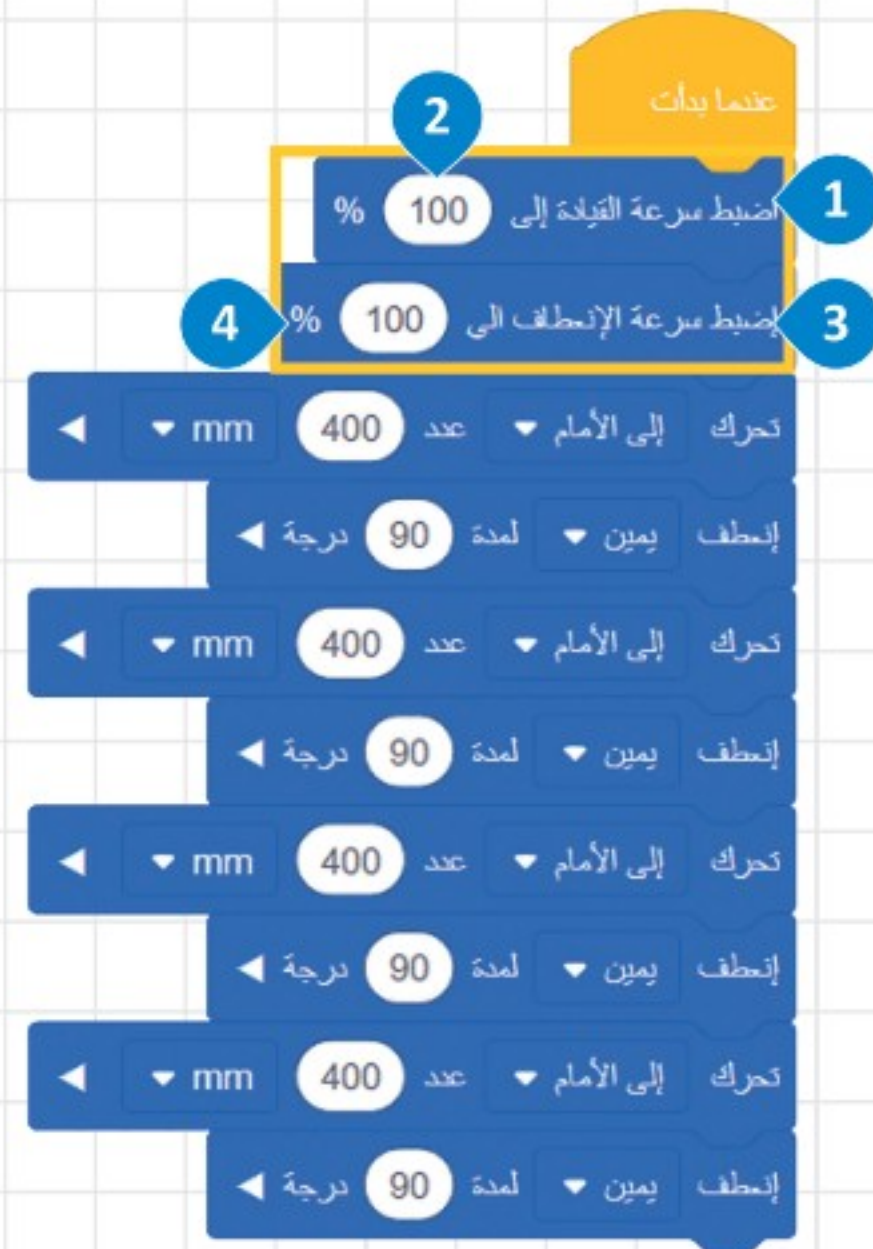 عندما بدأت
2
اضبط سرعة القيادة إلى 100 % 1
إضبط سرعة الإنعطاف الى 100 % 3 4
تحرك إلى الأمام عدد 400 mm
إنعطف يمين لمدة 90 درجة
تحرك إلى الأمام عدد 400 mm
إنعطف يمين لمدة 90 درجة
تحرك إلى الأمام عدد 400 mm
إنعطف يمين لمدة 90 درجة
تحرك إلى الأمام عدد 400 mm
إنعطف يمين لمدة 90 درجة